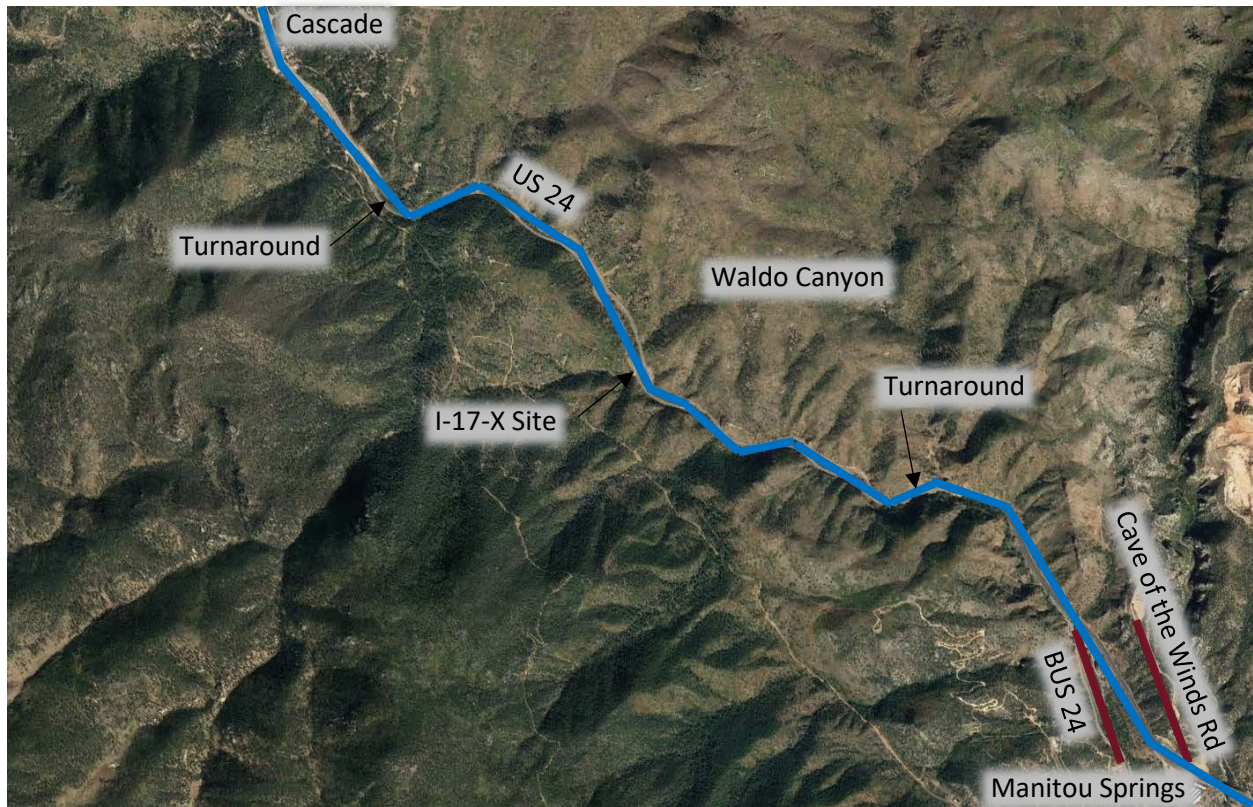 Cascade
US 24
Turnaround
Waldo Canyon
Turnaround
I-17-X Site
Cave of the Winds Rd
BUS 24
Manitou Springs